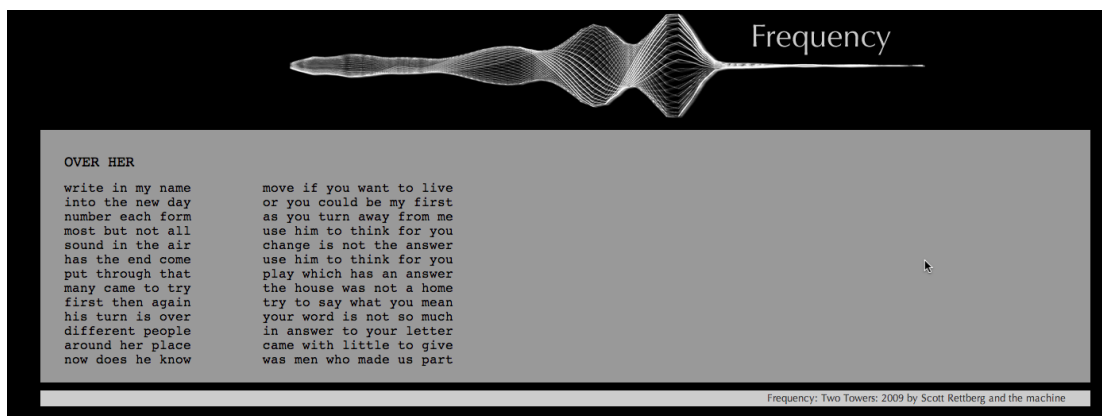 Frequency
OVER HER
write in my name
into the new day
number each form
most but not all
sound in the air
has the end come
put through that
many came to try
first then again
his turn is over
different people
around her place
now does he know
move if you want to live
or you could be my first
as you turn away from me
use him to think for you
change is not the answer
use him to think for you
play which has an answer
the house was not a home
try to say what you mean
your word is not so much
in answer to your letter
came with little to give
was men who made us part
Frequency: Two Towers: 2009 by Scott Rettberg and the machine